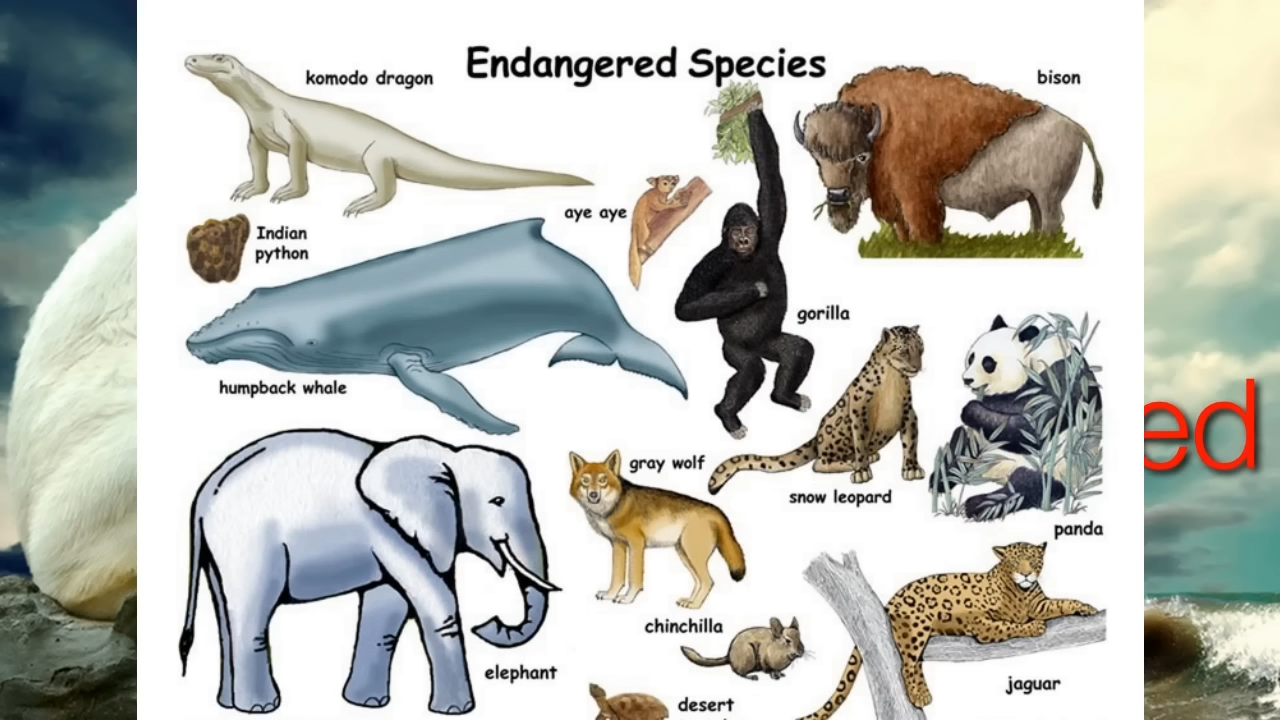 Endangered Species
komodo dragon
bison
aye aye
Indian
python
gorilla
humpback whale
gray wolf
snow leopard
panda
chinchilla
elephant
jaguar
desert
ed